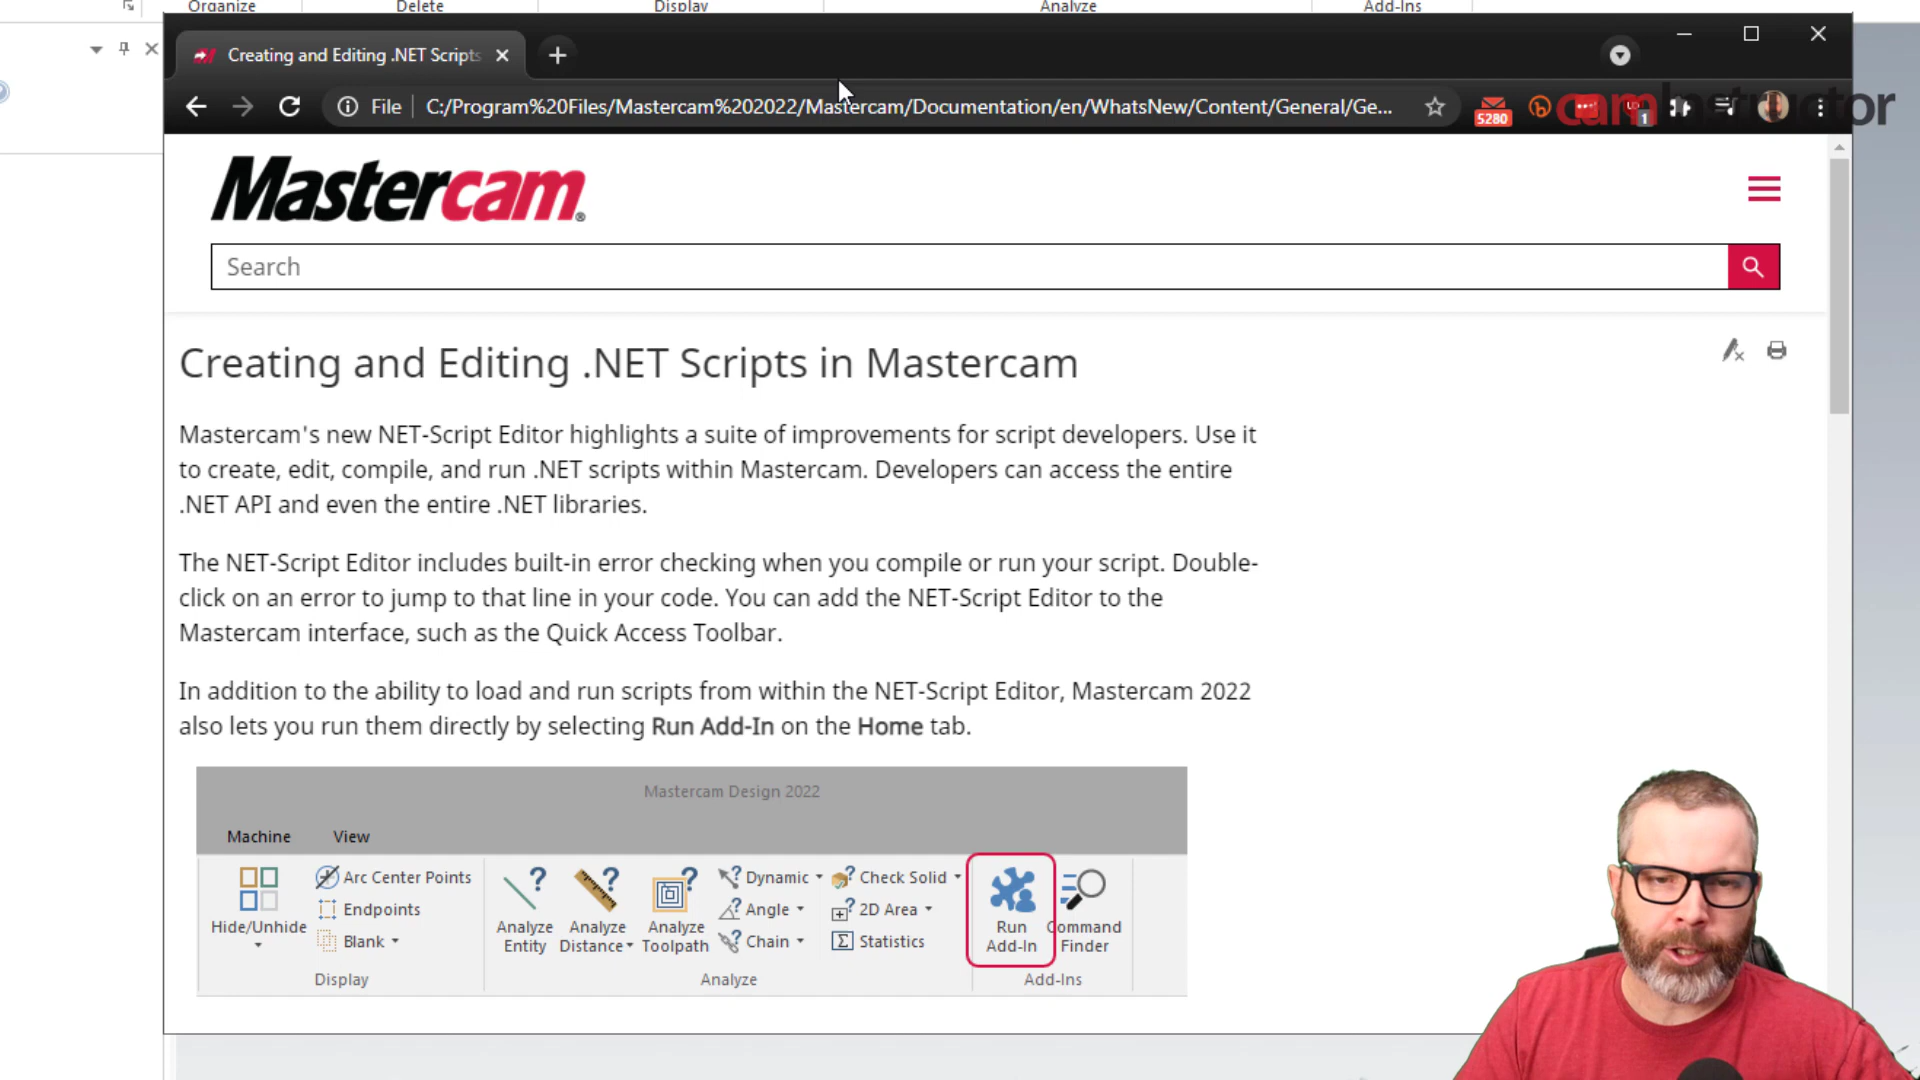 Organize Delete Display Analyze Add-Ins
Creating and Editing .NET Scripts
File C:/Program%20Files/Mastercam%202022/Mastercam/Documentation/en/WhatsNew/Content/General/Ge...
5280
1
camInstructor
Mastercam®
Search
Creating and Editing .NET Scripts in Mastercam
Mastercam's new NET-Script Editor highlights a suite of improvements for script developers. Use it
to create, edit, compile, and run .NET scripts within Mastercam. Developers can access the entire
.NET API and even the entire .NET libraries.
The NET-Script Editor includes built-in error checking when you compile or run your script. Double-
click on an error to jump to that line in your code. You can add the NET-Script Editor to the
Mastercam interface, such as the Quick Access Toolbar.
In addition to the ability to load and run scripts from within the NET-Script Editor, Mastercam 2022
also lets you run them directly by selecting Run Add-In on the Home tab.
Mastercam Design 2022
Machine View
Hide/Unhide
Arc Center Points
Endpoints
Blank
Display
Analyze
Entity
Analyze
Distance
Analyze
Toolpath
Dynamic
Angle
Chain
Check Solid
2D Area
Statistics
Analyze
Run
Add-In
Command
Finder
Add-Ins